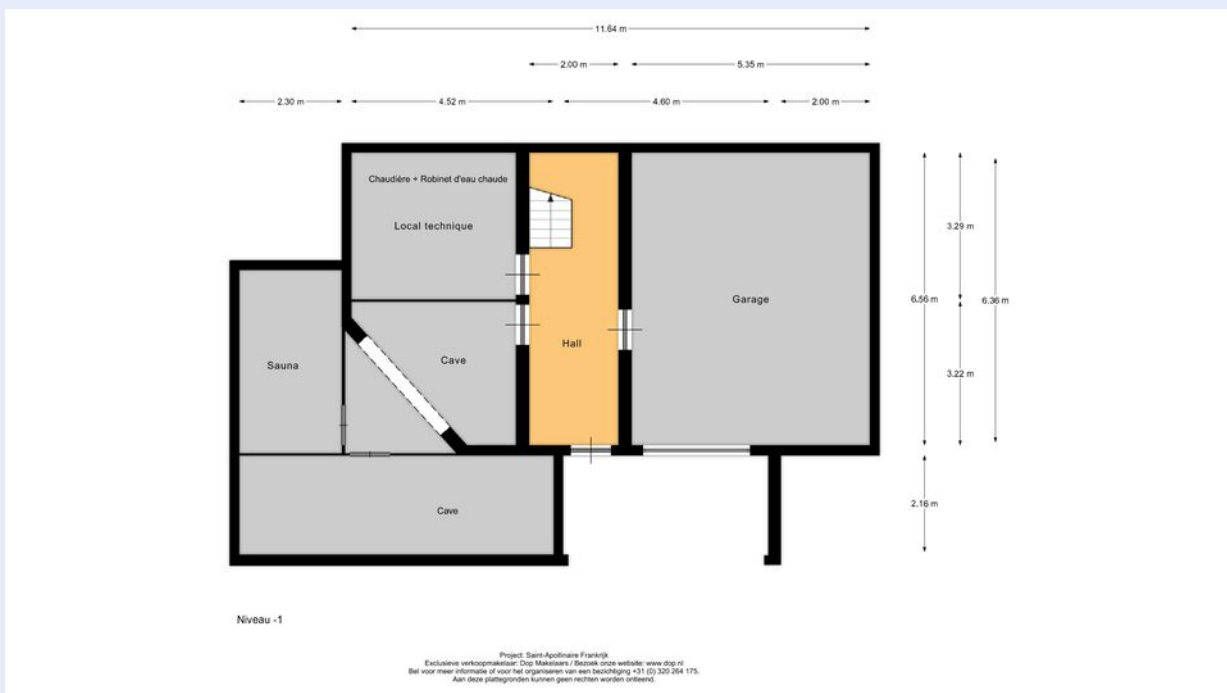 11.64 m
2.00 m
5.35 m
2.30 m
4.52 m
4.60 m
2.00 m
Chaudière + Robinet d'eau chaude
Local technique
3.29 m
Garage
6.56 m
6.36 m
Hall
Cave
Sauna
3.22 m
2.16 m
Cave
Niveau -1
Project: Saint-Apollinaire Frankrijk
Exclusieve verkoopmakelaar: Dop Makelaars / Bezoek onze website: www.dop.nl
Bel voor meer informatie of voor het organiseren van een bezichtiging +31 (0) 320 264 175.
Aan deze plattegronden kunnen geen rechten worden ontleend.